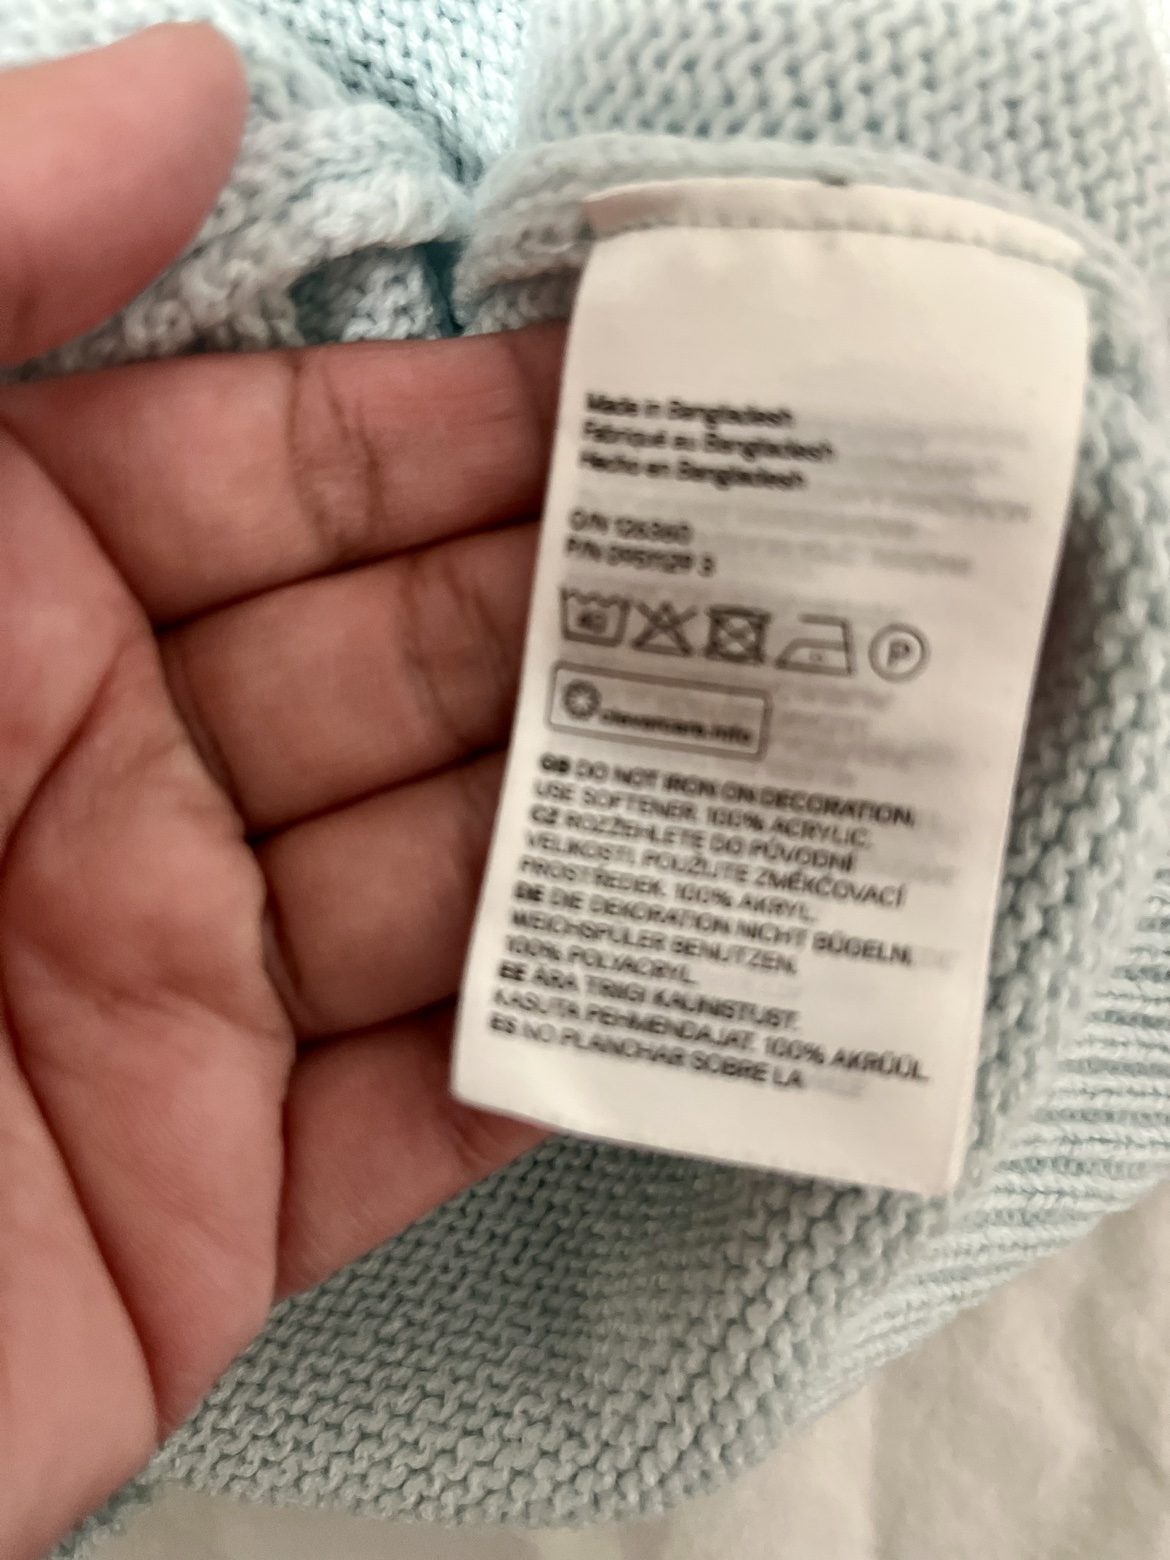 Made in Bangladesh
Fabriqué au Bangladesh
Hecho en Bangladesh
O/N
P/N
40
P
clevercare.info
GB DO NOT IRON ON DECORATION.
USE SOFTENER. 100% ACRYLIC.
CZ ROZŽEHLETE DO PŮVODNÍ
VELIKOSTI. POUŽIJTE ZMĚKČOVACÍ
PROSTŘEDEK. 100% AKRYL.
DE DIE DEKORATION NICHT BÜGELN.
WEICHSPÜLER BENUTZEN.
100% POLYACRYL.
EE ÄRA TRIIGI KAUNISTUST.
KASUTA PEHMENDAJAT. 100% AKRÜÜL.
ES NO PLANCHAR SOBRE LA